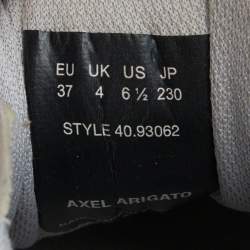 EU UK US JP
37 4 6 ½ 230
STYLE 40.93062
AXEL ARIGATO